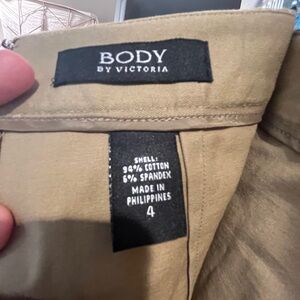 BODY
BY VICTORIA
SHELL:
94% COTTON
6% SPANDEX
MADE IN
PHILIPPINES
4